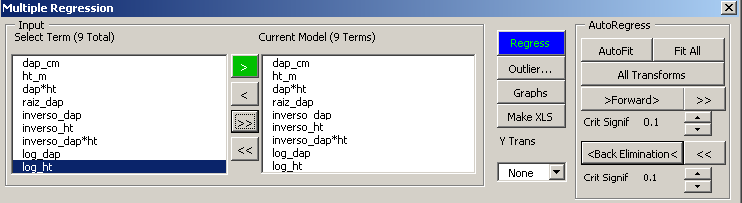 Multiple Regression
Input
Select Term (9 Total)
Current Model (9 Terms)
dap_cm
ht_m
dap*ht
raiz_dap
inverso_dap
inverso_ht
inverso_dap*ht
log_dap
log_ht
>
<
>>
<<
dap_cm
ht_m
dap*ht
raiz_dap
inverso_dap
inverso_ht
inverso_dap*ht
log_dap
log_ht
Regress
Outlier...
Graphs
Make XLS
Y Trans
None
AutoRegress
AutoFit
Fit All
All Transforms
>Forward>
>>
Crit Signif 0.1
<Back Elimination<
<<
Crit Signif 0.1